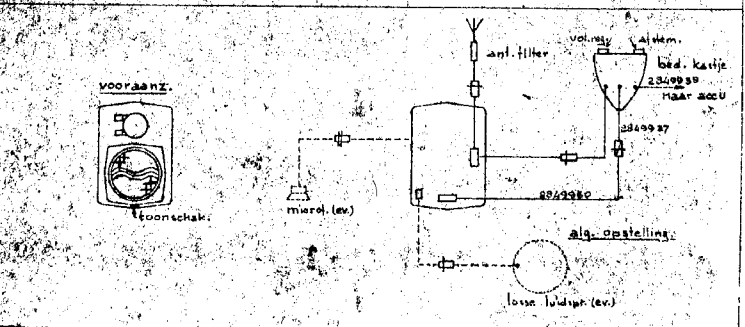 vol.reg.
afstem.
ant. filter
bed. kastje
2849939
naar accu
vooraanz.
2849937
2849960
microf. (ev.)
toonschak.
alg. opstelling.
losse luidspr. (ev.)